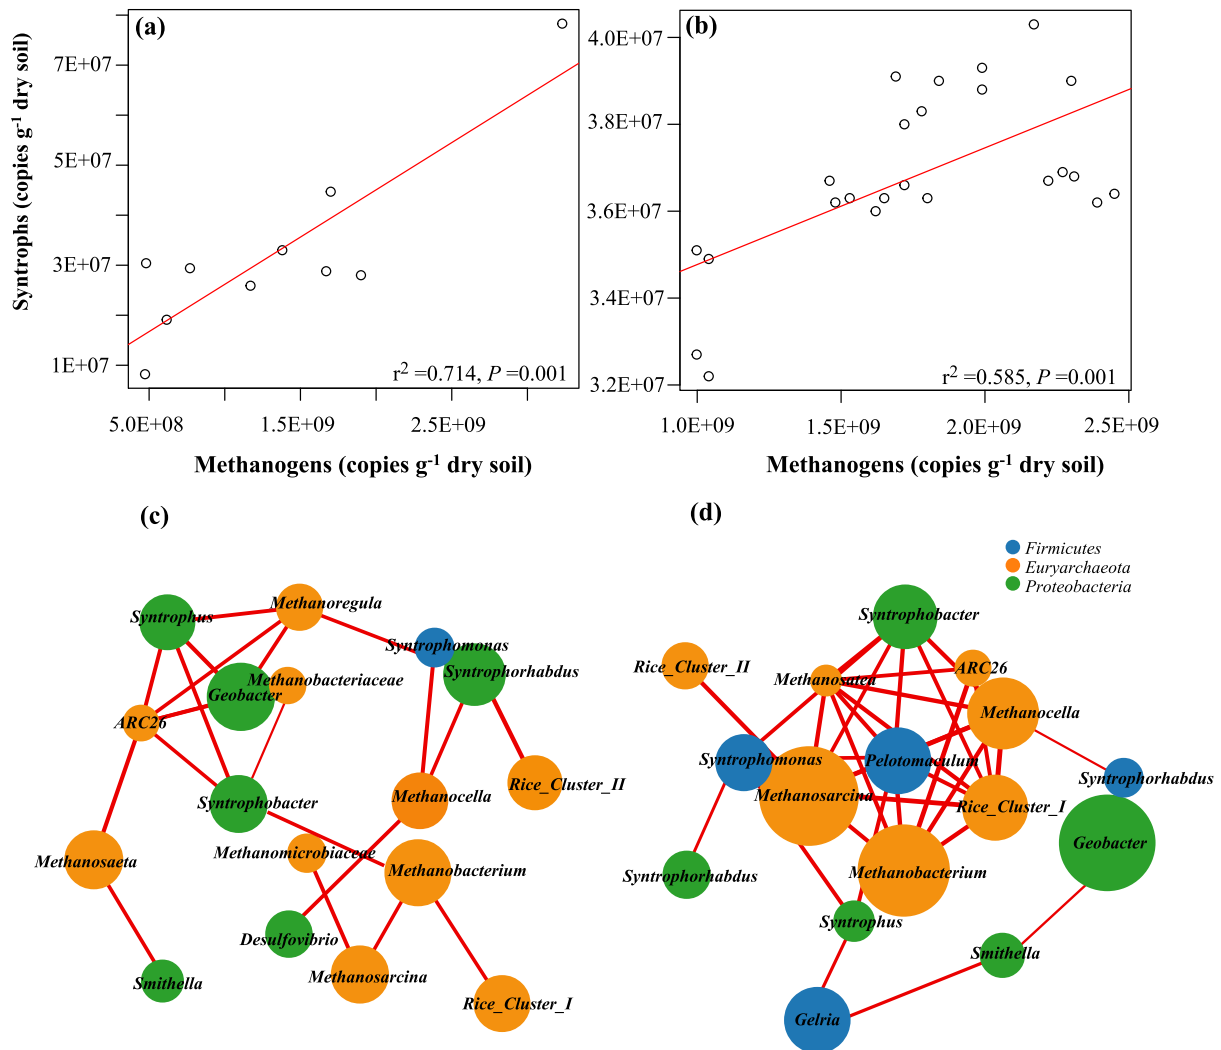 (a)
(b)
Syntrophs (copies g-1 dry soil)
7E+07
5E+07
3E+07
1E+07
r2 =0.714, P =0.001
5.0E+08
1.5E+09
2.5E+09
Methanogens (copies g-1 dry soil)
4.0E+07
3.8E+07
3.6E+07
3.4E+07
3.2E+07
r2 =0.585, P =0.001
1.0E+09
1.5E+09
2.0E+09
2.5E+09
Methanogens (copies g-1 dry soil)
(c)
Syntrophus
Methanoregula
Syntrophomonas
Syntrophorhabdus
Methanobacteriaceae
Geobacter
ARC26
Rice_Cluster_II
Methanocella
Syntrophobacter
Methanomicrobiaceae
Methanosaeta
Methanobacterium
Desulfovibrio
Methanosarcina
Smithella
Rice_Cluster_I
(d)
Firmicutes
Euryarchaeota
Proteobacteria
Syntrophobacter
Rice_Cluster_II
ARC26
Methanosatea
Methanocella
Syntrophomonas
Pelotomaculum
Syntrophorhabdus
Methanosarcina
Rice_Cluster_I
Geobacter
Methanobacterium
Syntrophorhabdus
Syntrophus
Smithella
Gelria